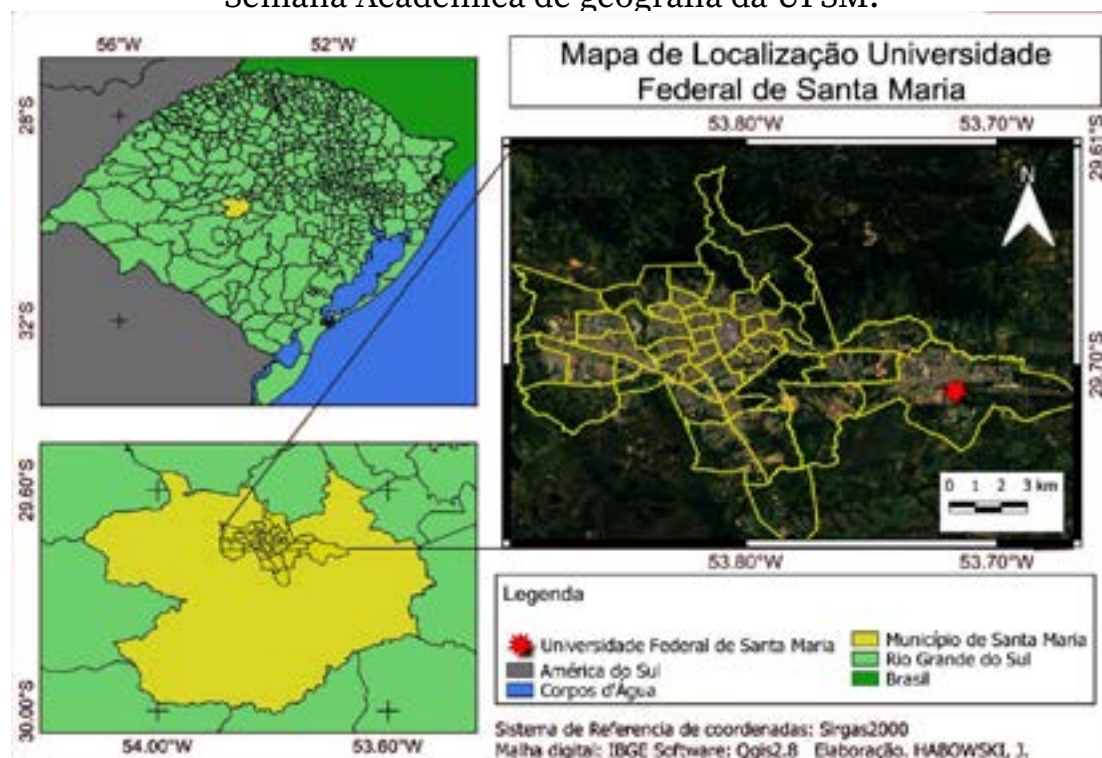 Semana Acadêmica de geografia da UFSM.
56°W 52°W
28°S
32°S
Mapa de Localização Universidade
Federal de Santa Maria
53.80°W 53.70°W
29.61°S
N
29.70°S
0 1 2 3 km
53.80°W 53.70°W
29.60°S
30.00°S
54.00°W 53.60°W
Legenda
Universidade Federal de Santa Maria
América do Sul
Corpos d'Água
Município de Santa Maria
Rio Grande do Sul
Brasil
Sistema de Referencia de coordenadas: Sirgas2000
Malha digital: IBGE Software: Qgis2.8 Elaboração. HABOWSKI, J.